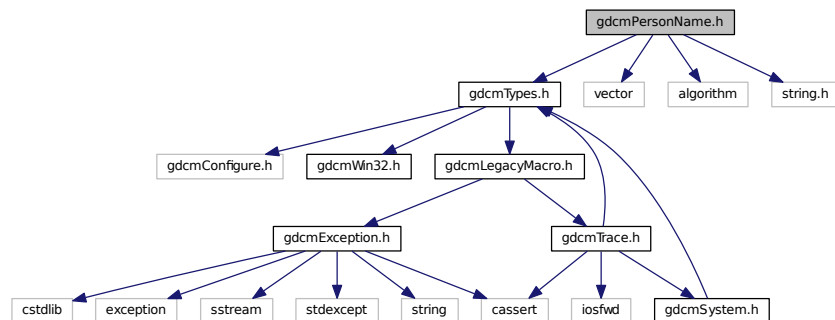 gdcmPersonName.h
gdcmTypes.h
vector
algorithm
string.h
gdcmConfigure.h
gdcmWin32.h
gdcmLegacyMacro.h
gdcmException.h
gdcmTrace.h
cstdlib
exception
sstream
stdexcept
string
cassert
iosfwd
gdcmSystem.h